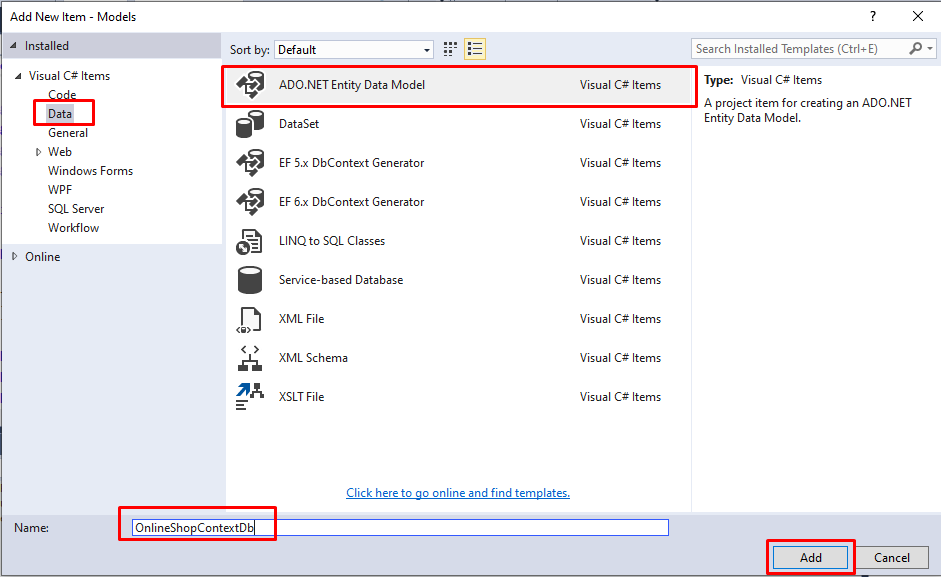 Add New Item - Models
?
Installed
Sort by: Default
Search Installed Templates (Ctrl+E)
Visual C# Items
Code
Data
General
Web
Windows Forms
WPF
SQL Server
Workflow
Online
ADO.NET Entity Data Model Visual C# Items
DataSet Visual C# Items
EF 5.x DbContext Generator Visual C# Items
EF 6.x DbContext Generator Visual C# Items
LINQ to SQL Classes Visual C# Items
Service-based Database Visual C# Items
XML File Visual C# Items
XML Schema Visual C# Items
XSLT File Visual C# Items
Click here to go online and find templates.
Type: Visual C# Items
A project item for creating an ADO.NET
Entity Data Model.
Name: OnlineShopContextDb
Add Cancel